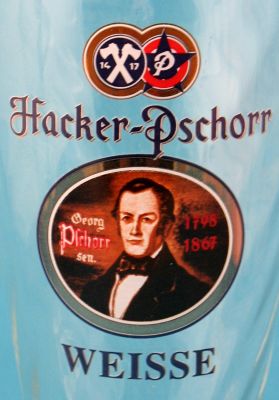 14 17 P
Hacker-Pschorr
Georg
Pschorr
sen.
1798
1867
WEISSE